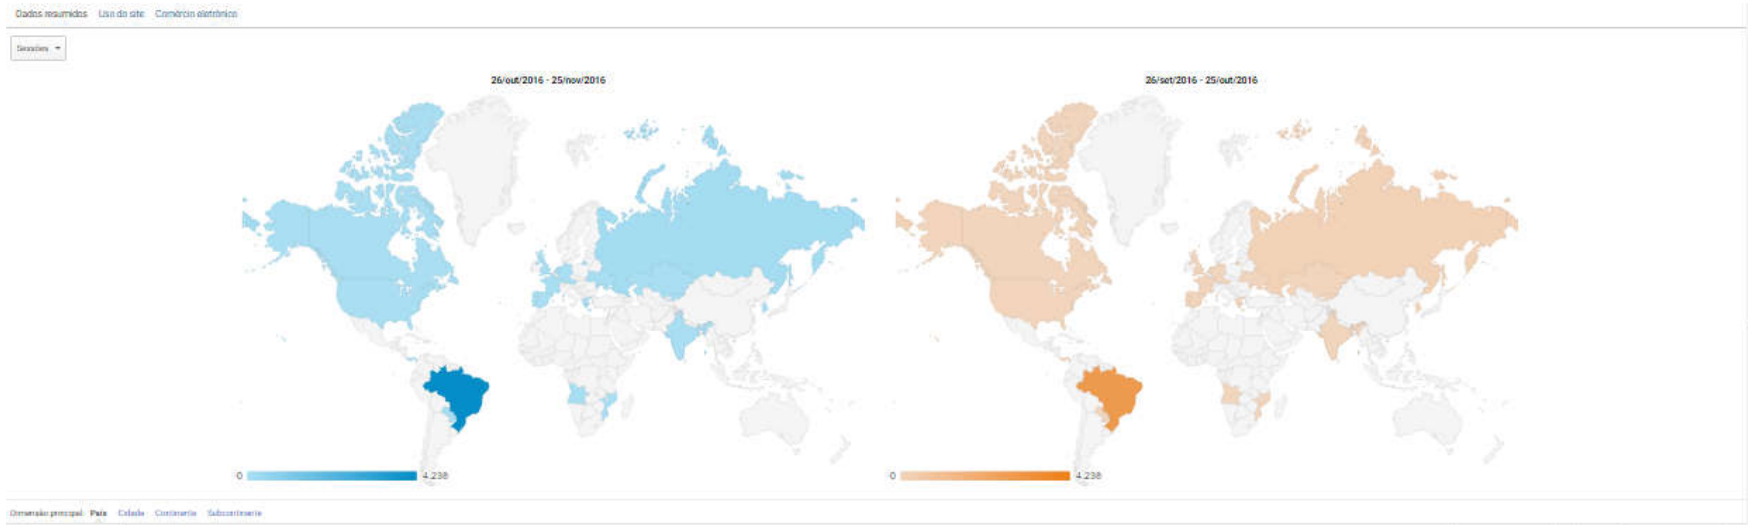 Dados resumidos Uso do site Comércio eletrônico
Sessões
26/out/2016 - 25/nov/2016 26/set/2016 - 25/out/2016
0 4.238 0 4.238
Dimensão principal: País Cidade Continente Subcontinente